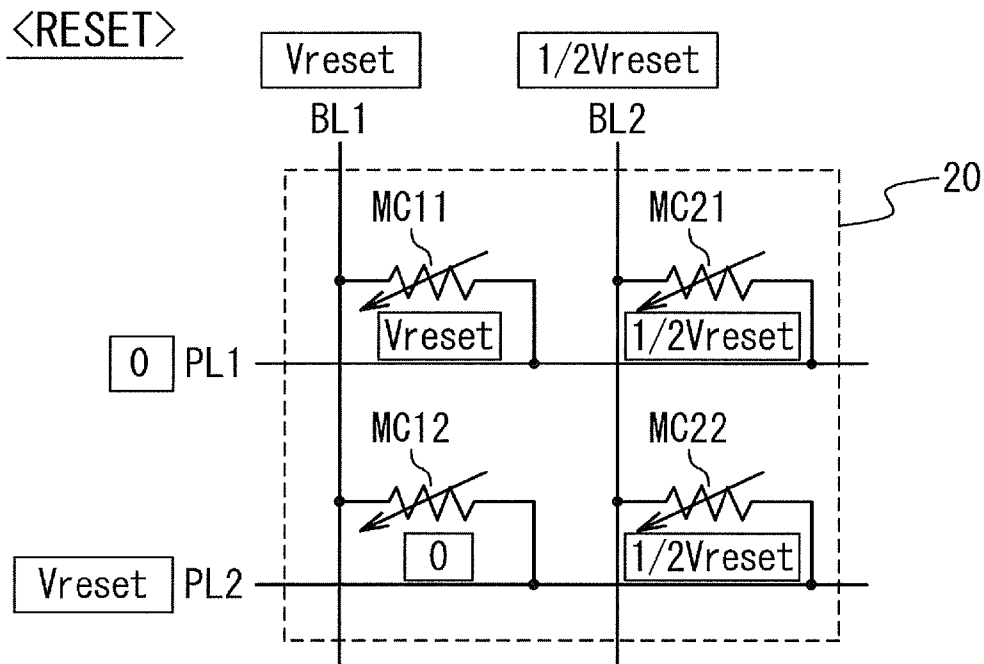 <RESET>
Vreset 1/2Vreset
BL1 BL2
20
MC11 MC21
Vreset 1/2Vreset
0 PL1
MC12 MC22
0 1/2Vreset
Vreset PL2